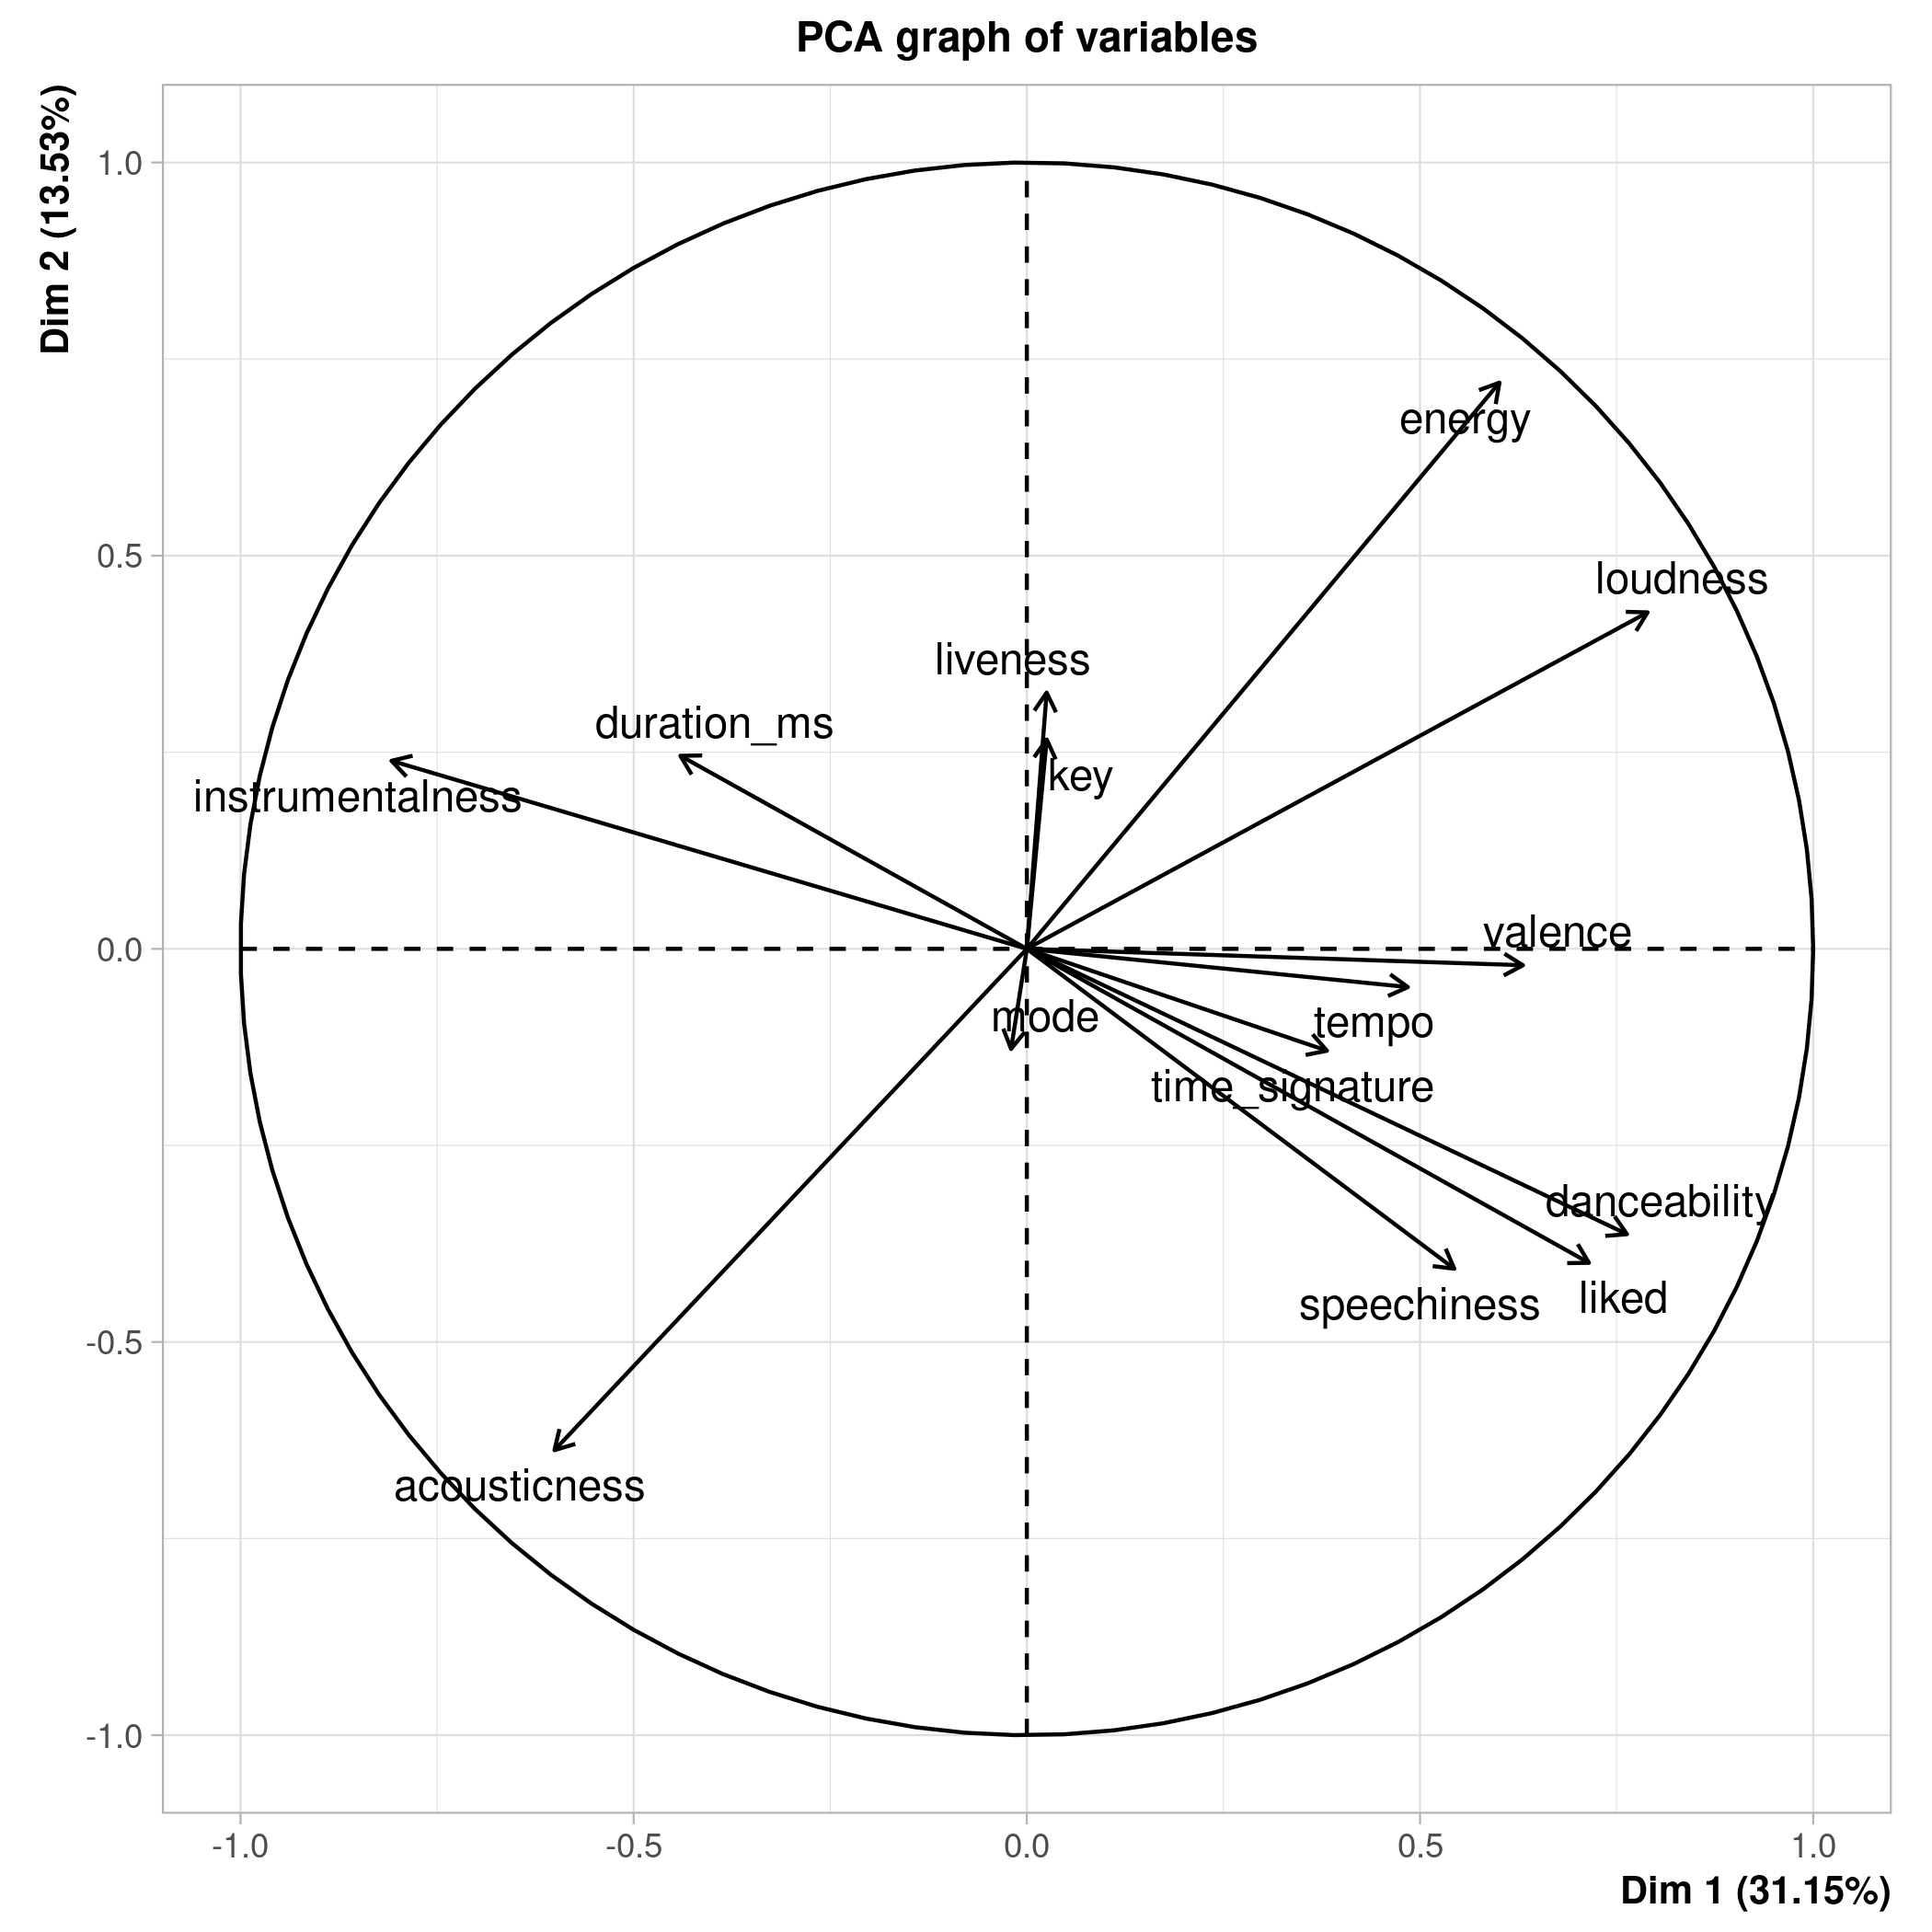 PCA graph of variables
Dim 2 (13.53%)
1.0
0.5
0.0
-0.5
-1.0
energy
loudness
liveness
duration_ms
key
instrumentalness
valence
mode
tempo
time_signature
danceability
speechiness
liked
acousticness
-1.0
-0.5
0.0
0.5
1.0
Dim 1 (31.15%)